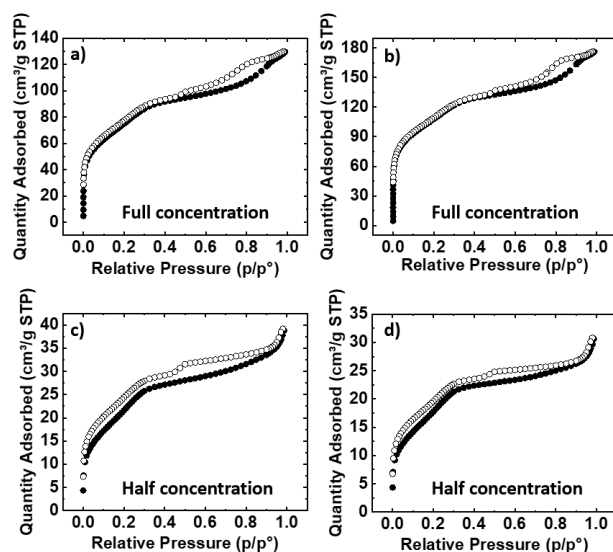 a)
Quantity Adsorbed (cm³/g STP)
140
120
100
80
60
40
20
0
Full concentration
0.0 0.2 0.4 0.6 0.8 1.0
Relative Pressure (p/p°)
b)
Quantity Adsorbed (cm³/g STP)
180
150
120
90
60
30
0
Full concentration
0.0 0.2 0.4 0.6 0.8 1.0
Relative Pressure (p/p°)
c)
Quantity Adsorbed (cm³/g STP)
40
35
30
25
20
15
10
5
0
Half concentration
0.0 0.2 0.4 0.6 0.8 1.0
Relative Pressure (p/p°)
d)
Quantity Adsorbed (cm³/g STP)
35
30
25
20
15
10
5
0
Half concentration
0.0 0.2 0.4 0.6 0.8 1.0
Relative Pressure (p/p°)